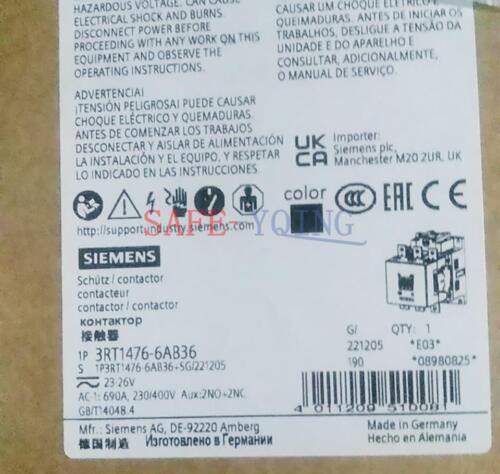 HAZARDOUS VOLTAGE. CAN CAUSE
ELECTRICAL SHOCK AND BURNS.
DISCONNECT POWER BEFORE
PROCEEDING WITH ANY WORK ON THIS
EQUIPMENT AND OBSERVE THE
OPERATING INSTRUCTIONS.
CAUSAR UM CHOQUE ELÉTRICO E
QUEIMADURAS. ANTES DE INICIAR OS
TRABALHOS, DESLIGUE A TENSÃO DA
UNIDADE E DO APARELHO E
CONSULTAR, ADICIONALMENTE,
O MANUAL DE SERVIÇO.
ADVERTENCIA!
¡TENSIÓN PELIGROSA! PUEDE CAUSAR
CHOQUE ELÉCTRICO Y QUEMADURAS.
ANTES DE COMENZAR LOS TRABAJOS
DESCONECTAR Y AISLAR DE ALIMENTACIÓN
LA INSTALACIÓN Y EL EQUIPO, Y RESPETAR
LO INDICADO EN LAS INSTRUCCIONES.
UK
CA
Importer:
Siemens plc,
Manchester M20 2UR, UK
color
CCC EAC CE
SAFE YQING
http://support.industry.siemens.com
SIEMENS
Schütz / contactor
contacteur
contactor / contactor
контактор
接触器
1P 3RT1476-6AB36
S 1P3RT1476-6AB36+SG/221205
23-26V
AC-1: 690A, 230/400V Aux:2NO+2NC
GB/T14048.4
G/ QTY: 1
221205 *E03*
190 *08980825*
4 011209 510081
Mfr.: Siemens AG, DE-92220 Amberg
德国制造 Изготовлено в Германии
Made in Germany
Hecho en Alemania